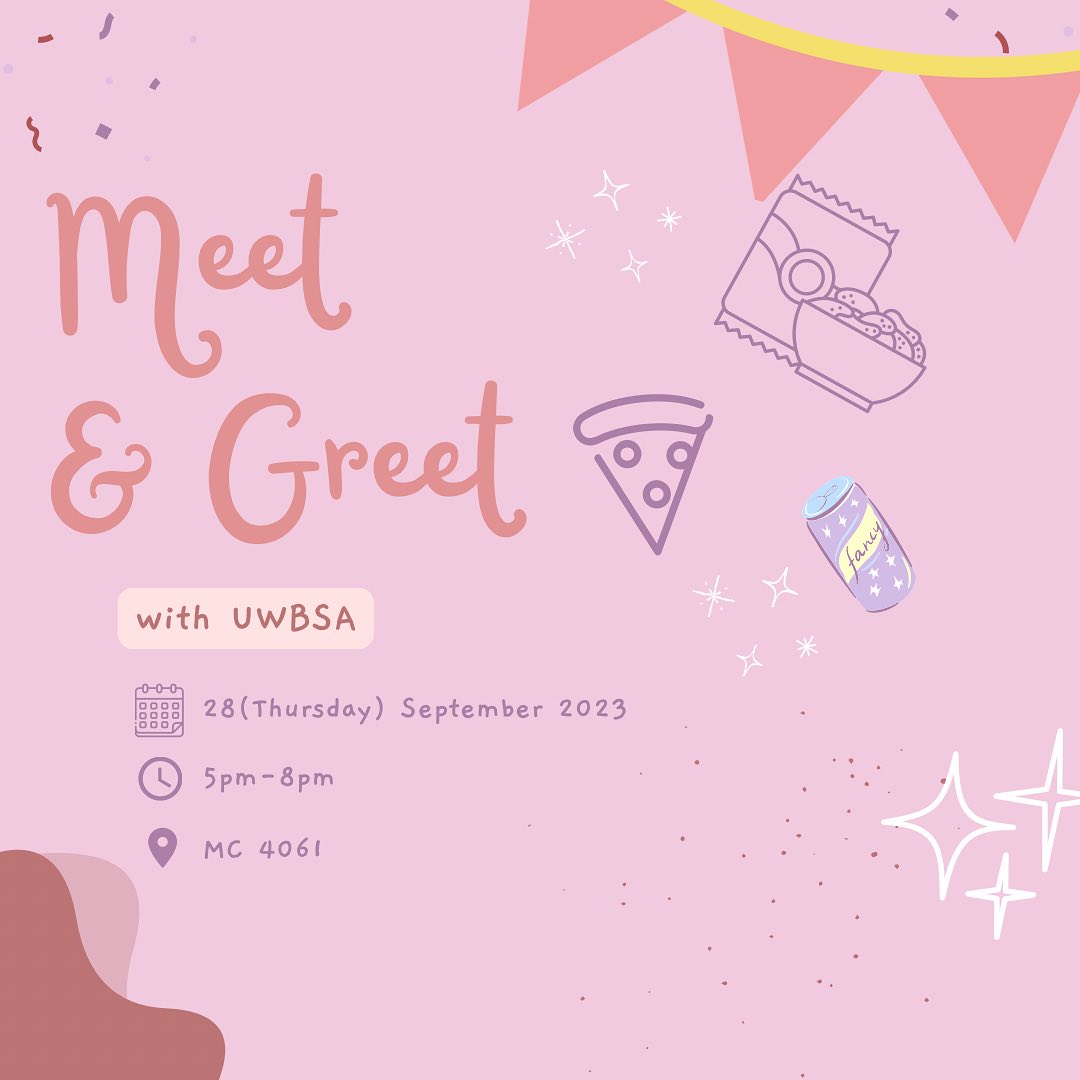 Meet
& Greet
fancy
with UWBSA
28(Thursday) September 2023
5pm-8pm
MC 4061